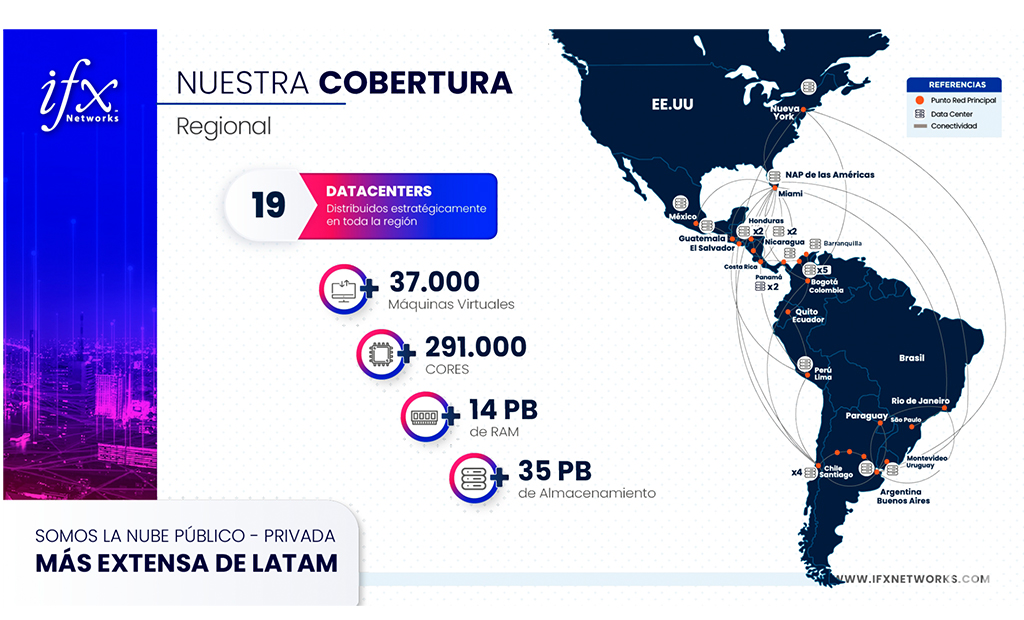 ifx
Networks
NUESTRA COBERTURA
Regional
19
DATACENTERS
Distribuidos estratégicamente
en toda la región
37.000
Máquinas Virtuales
291.000
CORES
14 PB
de RAM
35 PB
de Almacenamiento
SOMOS LA NUBE PÚBLICO - PRIVADA
MÁS EXTENSA DE LATAM
REFERENCIAS
Punto Red Principal
Data Center
Conectividad
EE.UU
Nueva
York
NAP de las Américas
Miami
México
Honduras
x2
x2
Guatemala
El Salvador
Nicaragua
Barranquilla
Costa Rica
Panamá
x2
x5
Bogotá
Colombia
Quito
Ecuador
Perú
Lima
Brasil
Rio de Janeiro
São Paulo
Paraguay
Montevideo
Uruguay
x4
Chile
Santiago
Argentina
Buenos Aires
WWW.IFXNETWORKS.COM